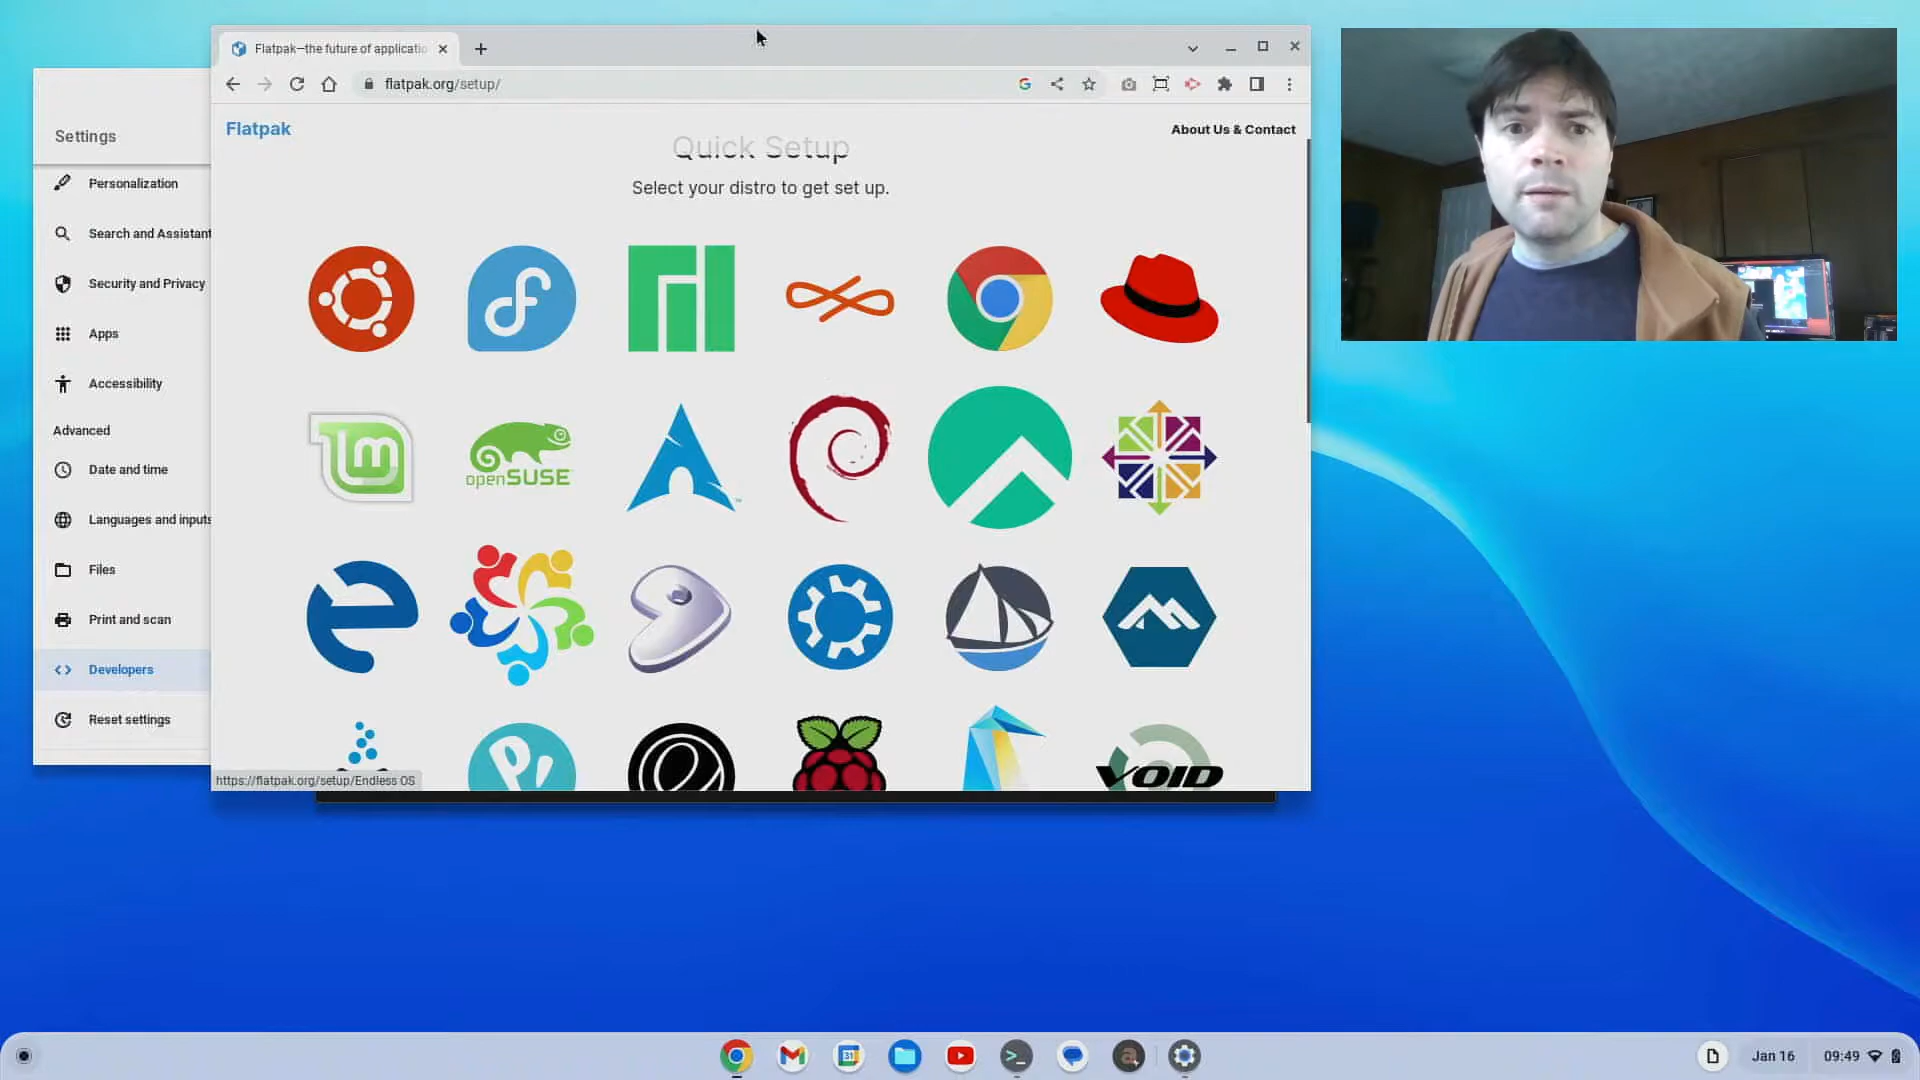 Flatpak—the future of applicatio
flatpak.org/setup/
Settings
Flatpak
About Us & Contact
Quick Setup
Select your distro to get set up.
Personalization
Search and Assistant
Security and Privacy
Apps
Accessibility
Advanced
Date and time
Languages and inputs
Files
Print and scan
Developers
Reset settings
openSUSE
lm
VOID
https://flatpak.org/setup/Endless OS
31
Jan 16
09:49